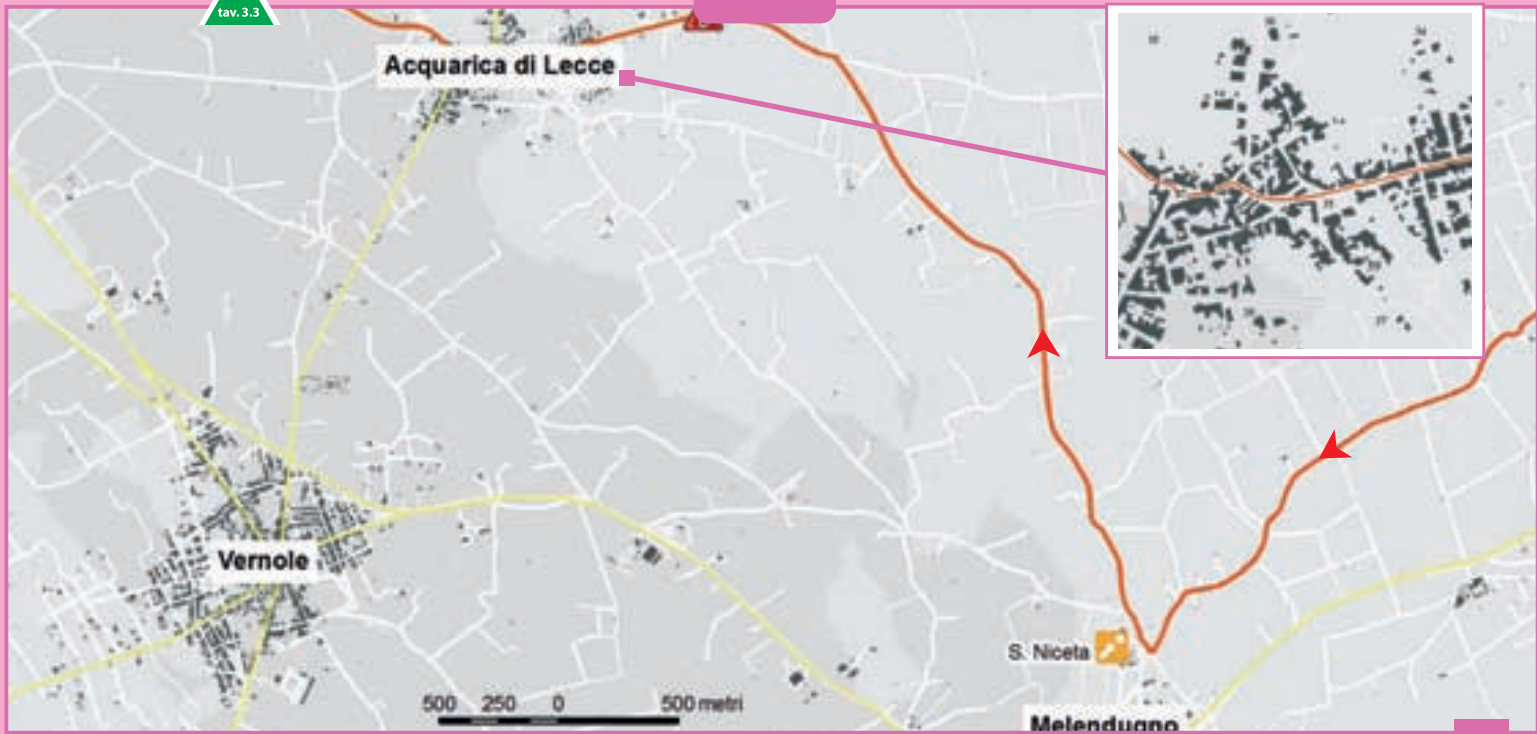 tav. 3.3
Acquarica di Lecce
Vernole
S. Niceta
500 250 0 500 metri
Melendugno